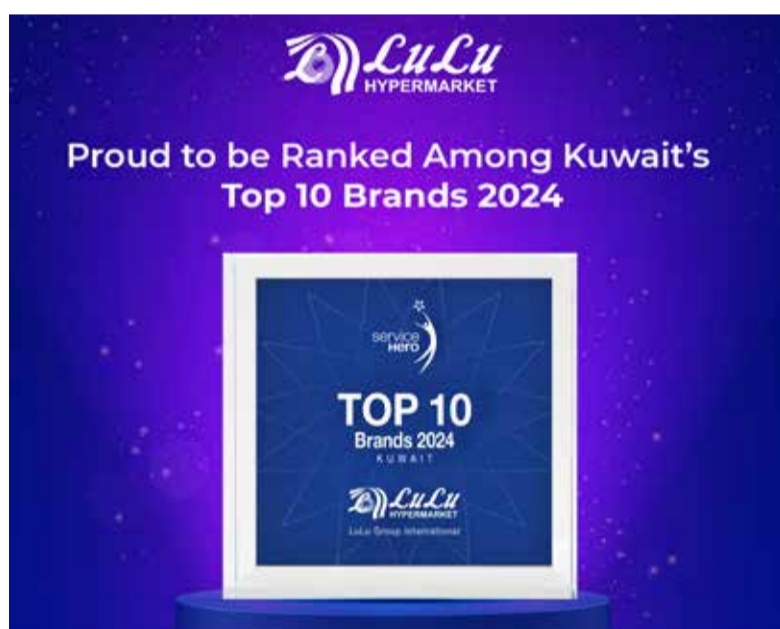 LuLu
HYPERMARKET
Proud to be Ranked Among Kuwait's
Top 10 Brands 2024
service
HERO
TOP 10
Brands 2024
KUWAIT
LuLu
HYPERMARKET
LuLu Group International